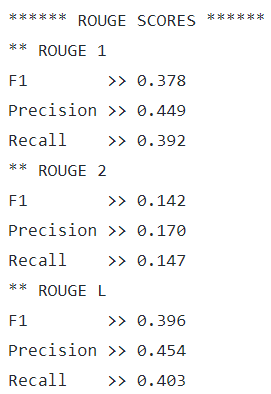 ****** ROUGE SCORES ******
** ROUGE 1
F1        >> 0.378
Precision >> 0.449
Recall    >> 0.392
** ROUGE 2
F1        >> 0.142
Precision >> 0.170
Recall    >> 0.147
** ROUGE L
F1        >> 0.396
Precision >> 0.454
Recall    >> 0.403